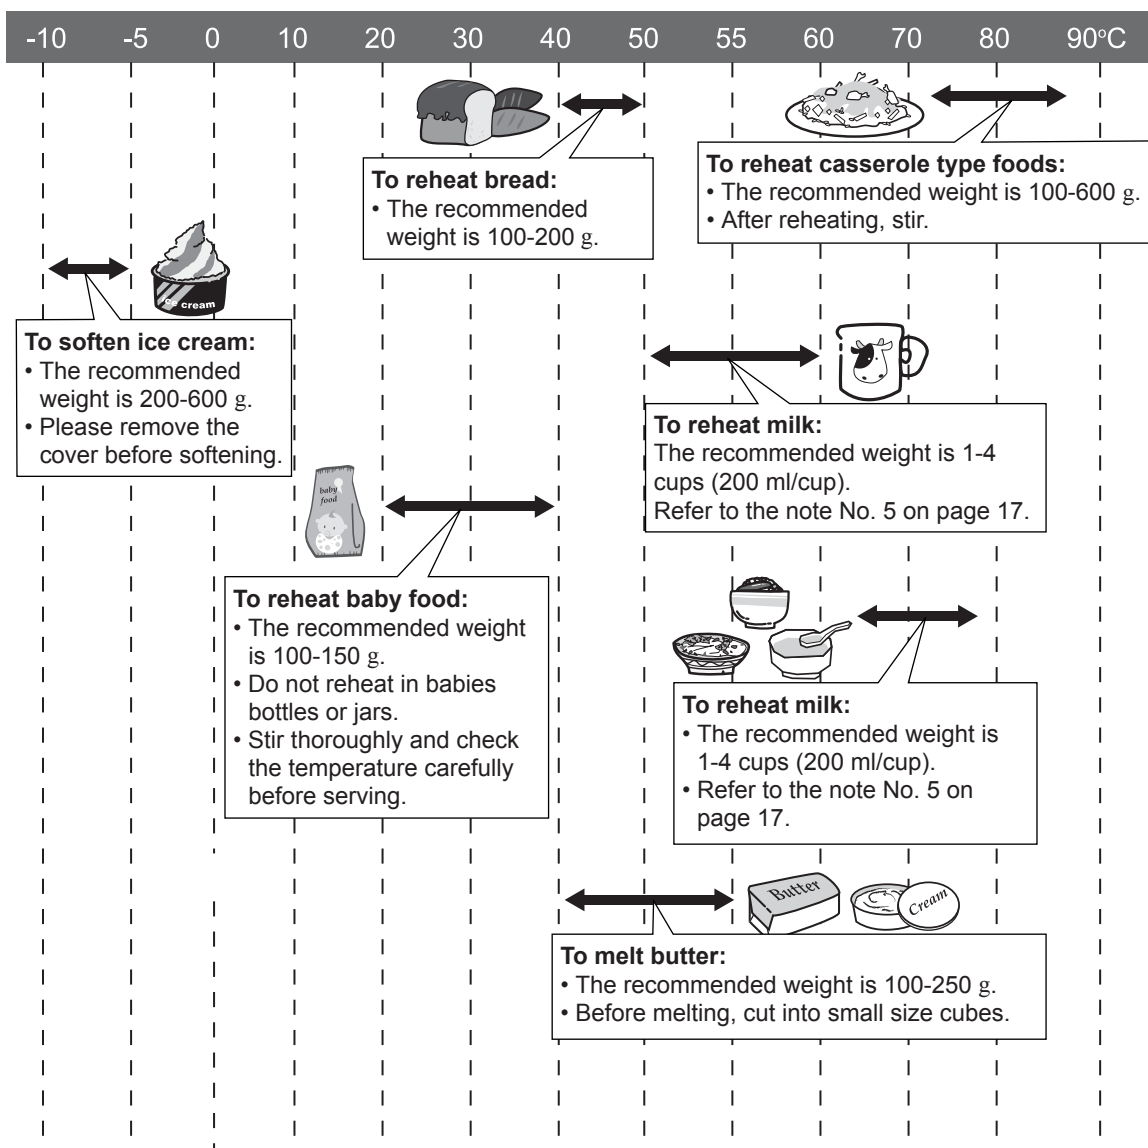 -10 -5 0 10 20 30 40 50 55 60 70 80 90°C
To reheat bread:
• The recommended
weight is 100-200 g.
To reheat casserole type foods:
• The recommended weight is 100-600 g.
• After reheating, stir.
ice cream
To soften ice cream:
• The recommended
weight is 200-600 g.
• Please remove the
cover before softening.
To reheat milk:
The recommended weight is 1-4
cups (200 ml/cup).
Refer to the note No. 5 on page 17.
baby
food
To reheat baby food:
• The recommended weight
is 100-150 g.
• Do not reheat in babies
bottles or jars.
• Stir thoroughly and check
the temperature carefully
before serving.
To reheat milk:
• The recommended weight is
1-4 cups (200 ml/cup).
• Refer to the note No. 5 on
page 17.
Butter
Cream
To melt butter:
• The recommended weight is 100-250 g.
• Before melting, cut into small size cubes.